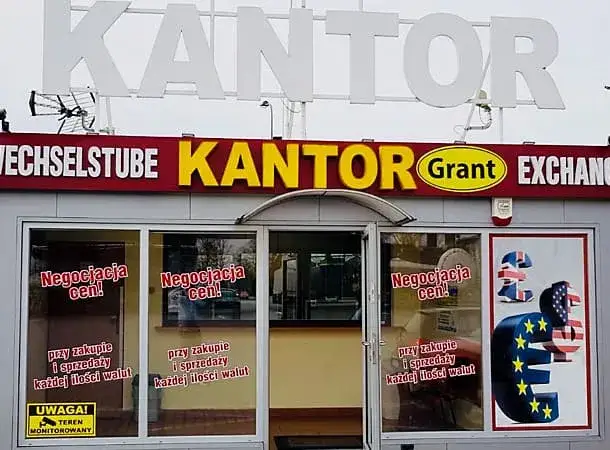 KANTOR
WECHSELSTUBE KANTOR Grant EXCHANG
Negocjacja cen!
przy zakupie
i sprzedaży
każdej ilości walut
Negocjacja cen!
przy zakupie
i sprzedaży
każdej ilości walut
Negocjacja cen!
przy zakupie
i sprzedaży
każdej ilości walut
£
$
€
UWAGA!
TEREN
MONITOROWANY